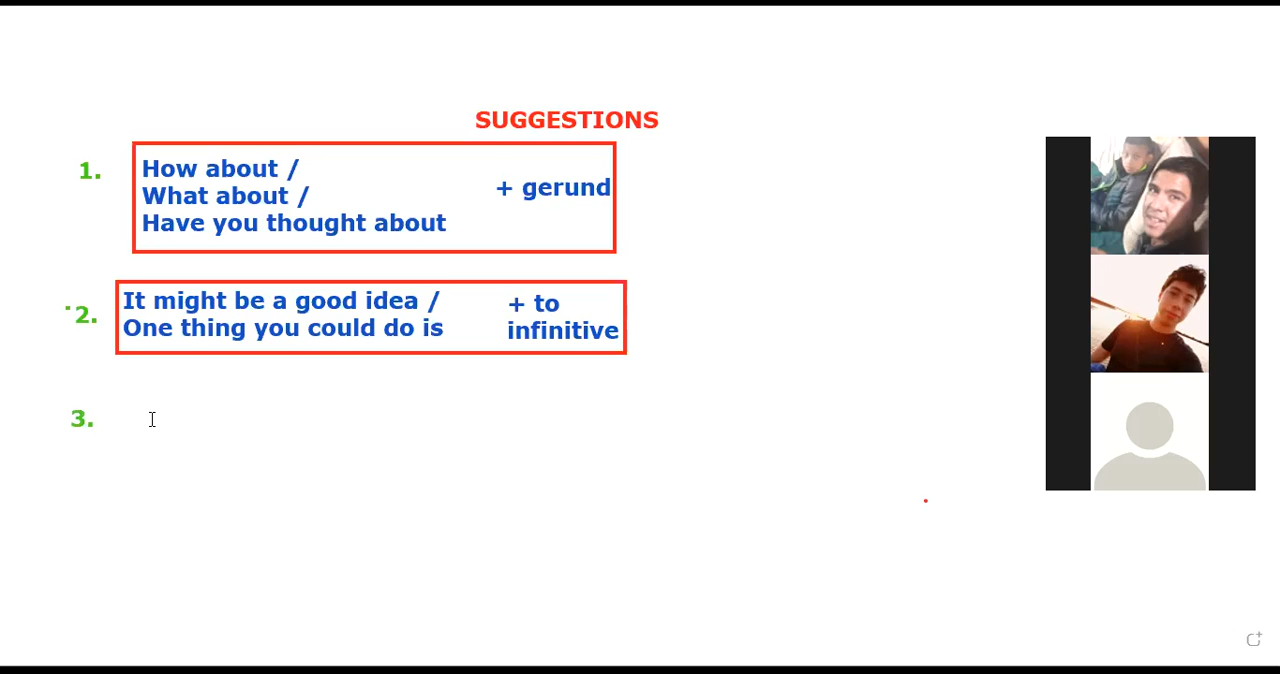 SUGGESTIONS
1.
How about /
What about /
Have you thought about
+ gerund
2.
It might be a good idea /
One thing you could do is
+ to
infinitive
3.